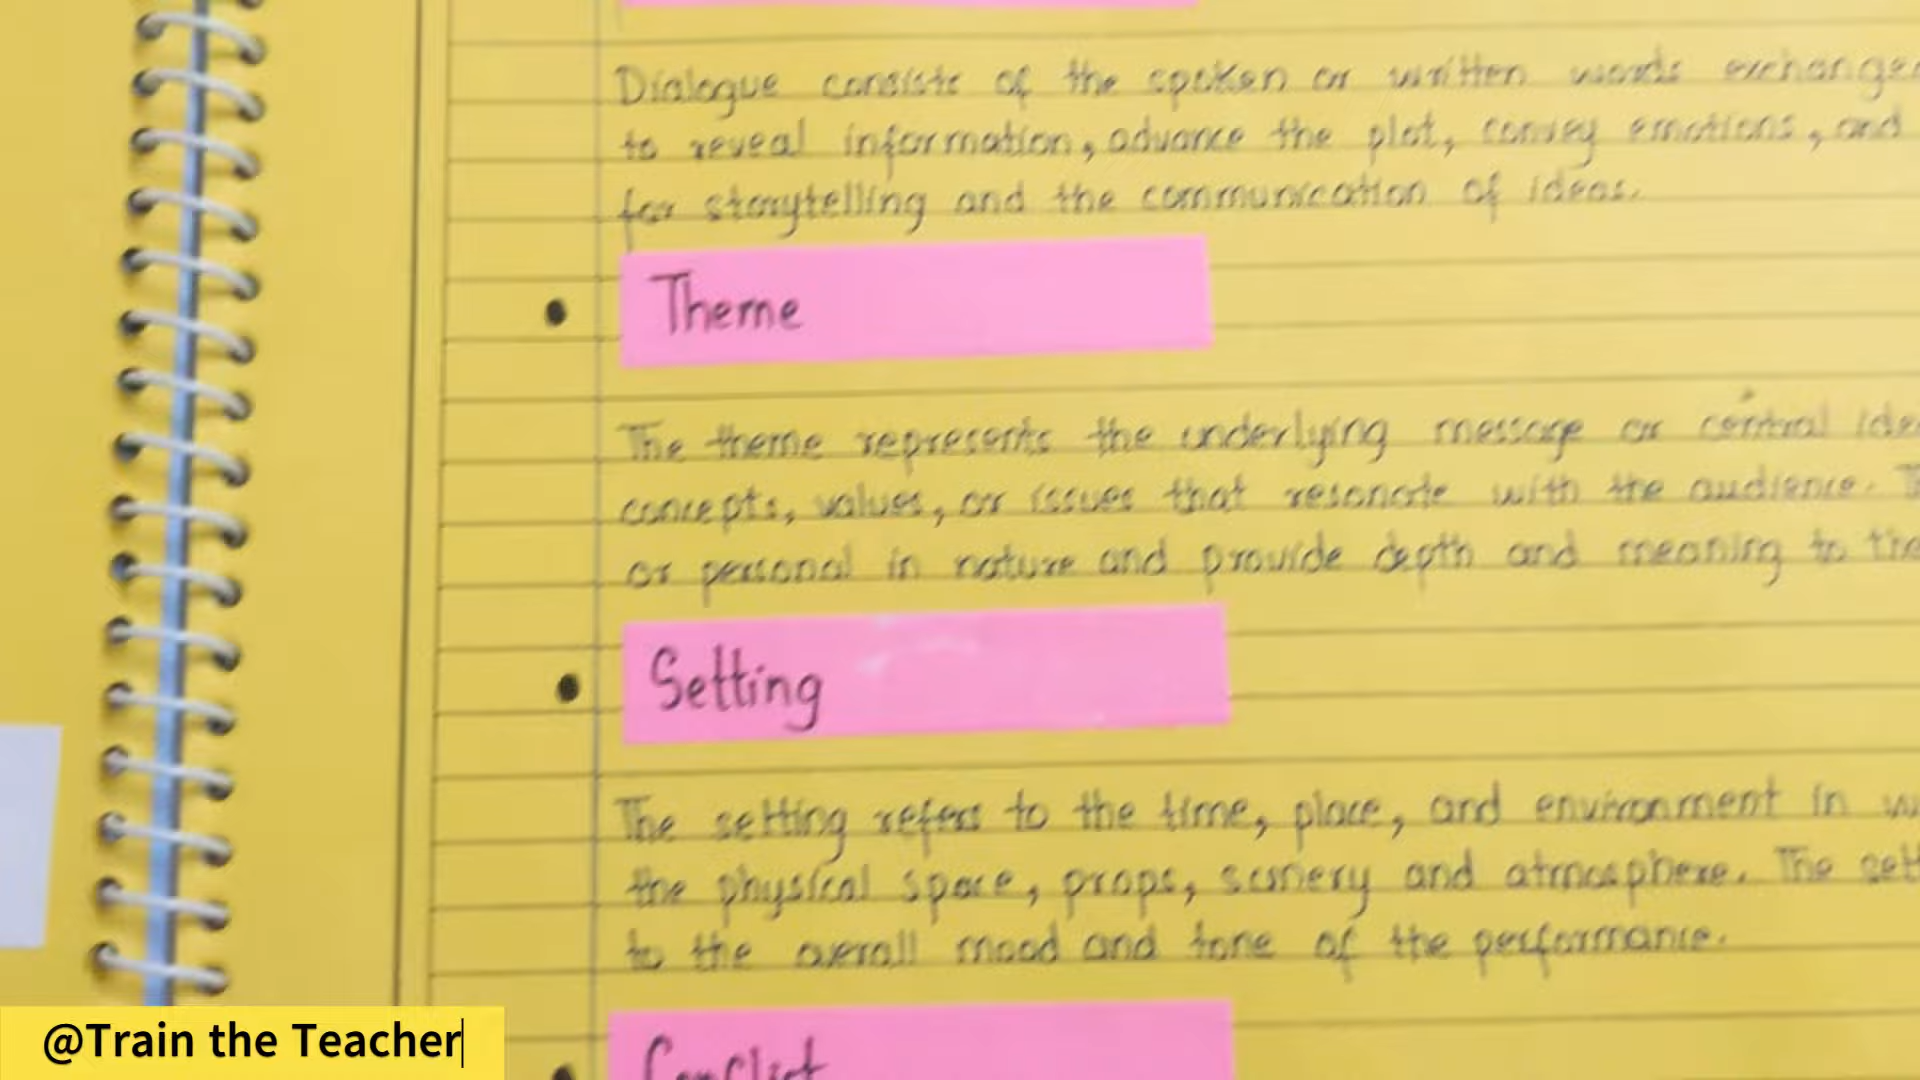 Dialogue consists of the spoken or written words exchanged
to reveal information, advance the plot, convey emotions, and
for storytelling and the communication of ideas.
Theme
The theme represents the underlying message or central idea
concepts, values, or issues that resonate with the audience.
or personal in nature and provide depth and meaning to the
Setting
The setting refers to the time, place, and environment in
the physical space, props, scenery and atmosphere. The
to the overall mood and tone of the performance.
Conflict
@Train the Teacher